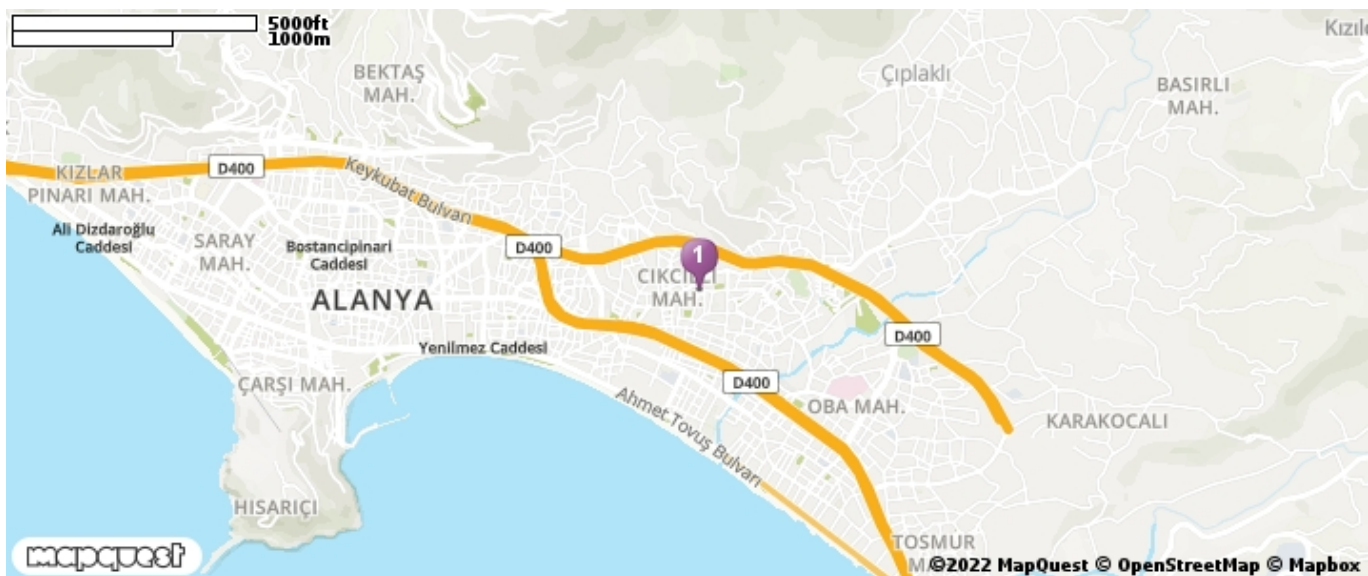 5000ft
1000m
BEKTAŞ
MAH.
Çıplaklı
BASIRLI
MAH.
D400
KIZLAR
PINARI MAH.
Keykubat Bulvarı
Ali Dizdaroğlu
Caddesi
SARAY
MAH.
Bostancipinari
Caddesi
D400
1
MAH.
ALANYA
D400
Yenilmez Caddesi
D400
ÇARŞI MAH.
Ahmet Tovuş Bulvarı
OBA MAH.
KARAKOCALI
HISARIÇI
TOSMUR
mapquest
©2022 MapQuest © OpenStreetMap © Mapbox